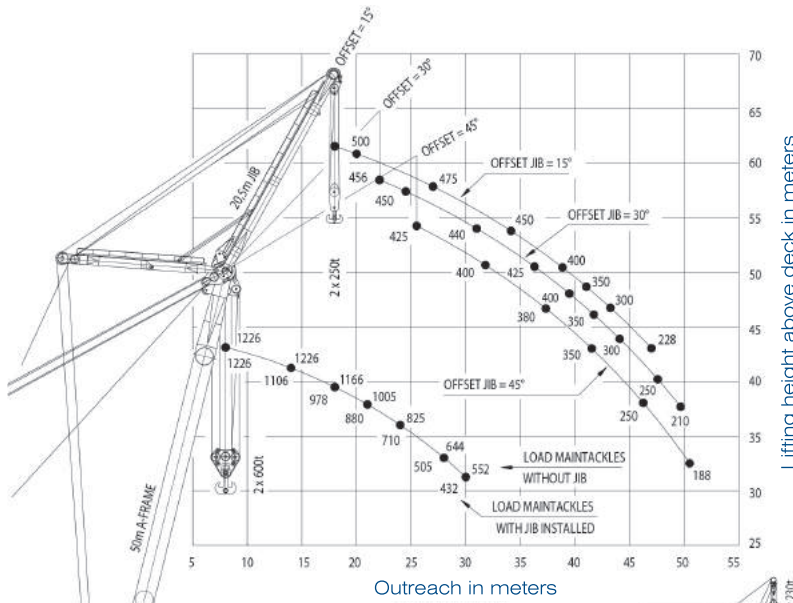 OFFSET = 15°
OFFSET = 30°
OFFSET = 45°
20,5m JIB
2 x 250t
2 x 600t
50m A-FRAME
70
65
60
55
50
45
40
35
30
25
Lifting height above deck in meters
500
475
OFFSET JIB = 15°
450
400
350
300
228
456
450
440
OFFSET JIB = 30°
425
400
350
300
250
210
425
400
380
350
OFFSET JIB = 45°
250
188
1226
1226
1226
1106
1166
978
1005
880
825
710
644
505
552
432
LOAD MAINTACKLES
WITHOUT JIB
LOAD MAINTACKLES
WITH JIB INSTALLED
5 10 15 20 25 30 35 40 45 50 55
Outreach in meters
230t